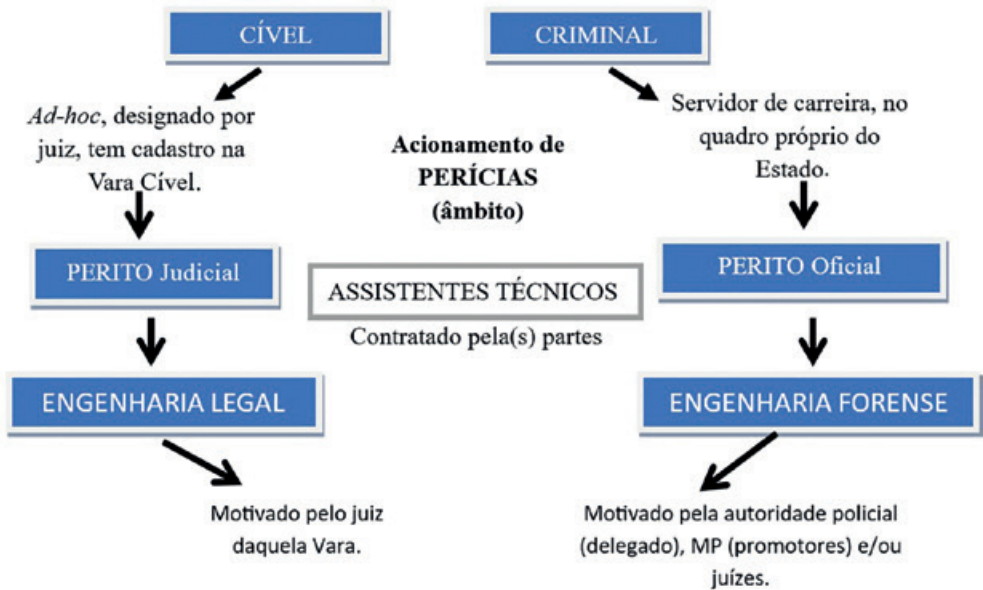 CÍVEL
CRIMINAL
Ad-hoc, designado por
juiz, tem cadastro na
Vara Cível.
Acionamento de
PERÍCIAS
(âmbito)
Servidor de carreira, no
quadro próprio do
Estado.
PERITO Judicial
ASSISTENTES TÉCNICOS
Contratado pela(s) partes
PERITO Oficial
ENGENHARIA LEGAL
ENGENHARIA FORENSE
Motivado pelo juiz
daquela Vara.
Motivado pela autoridade policial
(delegado), MP (promotores) e/ou
juízes.